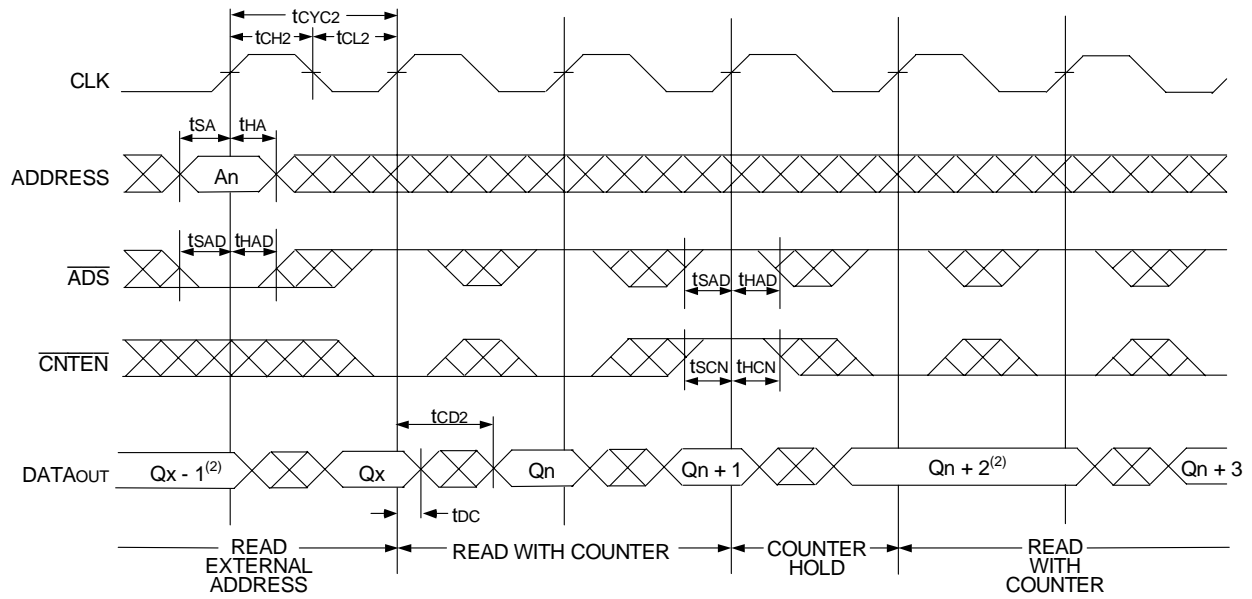 tCYC2
tCH2 tCL2
CLK
tSA tHA
ADDRESS An
tSAD tHAD
ADS
tSAD tHAD
CNTEN
tSCN tHCN
tCD2
DATAOUT Qx - 1(2) Qx Qn Qn + 1 Qn + 2(2) Qn + 3
tDC
READ EXTERNAL ADDRESS
READ WITH COUNTER
COUNTER HOLD
READ WITH COUNTER